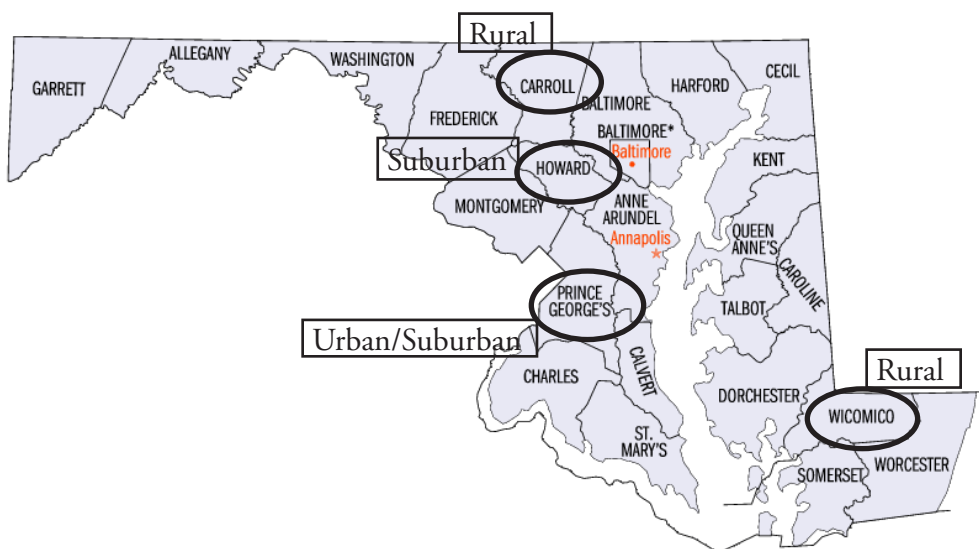 Rural
ALLEGANY
WASHINGTON
GARRETT
CARROLL
HARFORD
CECIL
BALTIMORE
FREDERICK
BALTIMORE*
Baltimore
Suburban
HOWARD
KENT
MONTGOMERY
ANNE
ARUNDEL
Annapolis
QUEEN
ANNE'S
CAROLINE
PRINCE
GEORGE'S
TALBOT
Urban/Suburban
CALVERT
CHARLES
Rural
DORCHESTER
WICOMICO
ST.
MARY'S
SOMERSET
WORCESTER